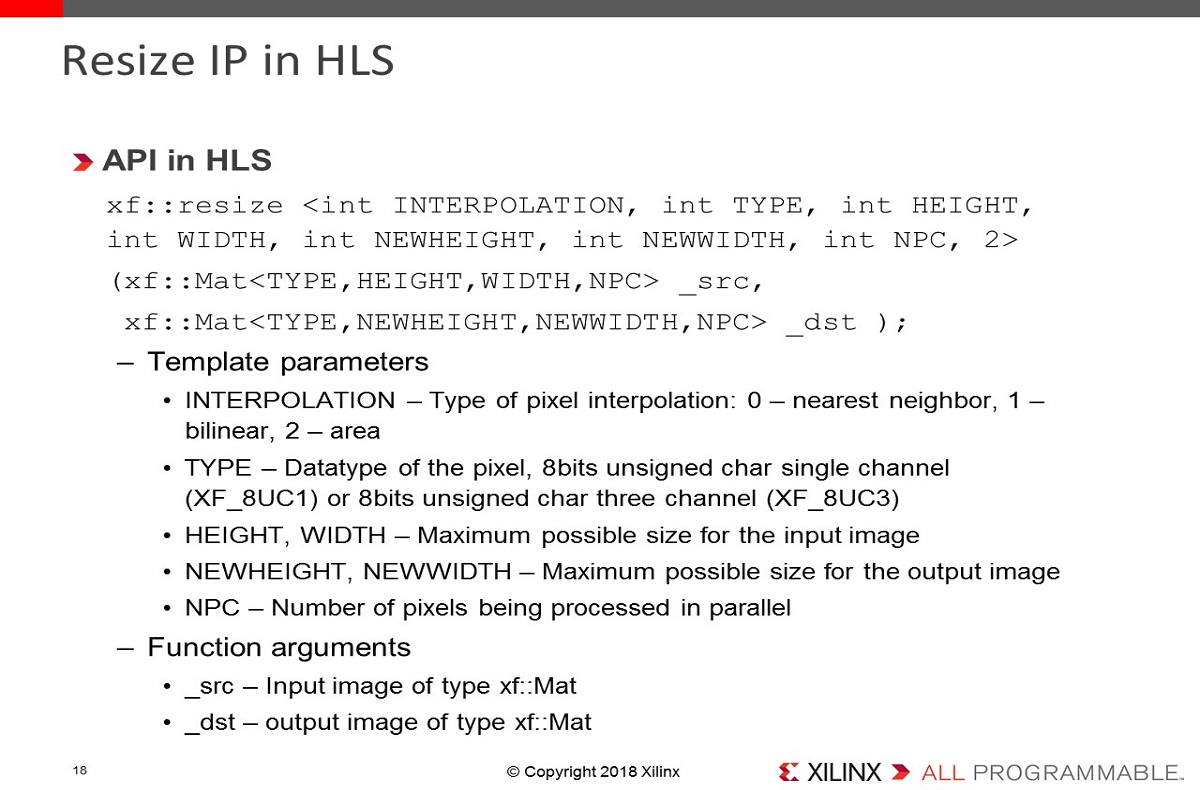 Resize IP in HLS
API in HLS
xf::resize <int INTERPOLATION, int TYPE, int HEIGHT,
int WIDTH, int NEWHEIGHT, int NEWWIDTH, int NPC, 2>
(xf::Mat<TYPE,HEIGHT,WIDTH,NPC> _src,
xf::Mat<TYPE,NEWHEIGHT,NEWWIDTH,NPC> _dst );
– Template parameters
• INTERPOLATION – Type of pixel interpolation: 0 – nearest neighbor, 1 –
bilinear, 2 – area
• TYPE – Datatype of the pixel, 8bits unsigned char single channel
(XF_8UC1) or 8bits unsigned char three channel (XF_8UC3)
• HEIGHT, WIDTH – Maximum possible size for the input image
• NEWHEIGHT, NEWWIDTH – Maximum possible size for the output image
• NPC – Number of pixels being processed in parallel
– Function arguments
• _src – Input image of type xf::Mat
• _dst – output image of type xf::Mat
18
© Copyright 2018 Xilinx
XILINX ALL PROGRAMMABLE™